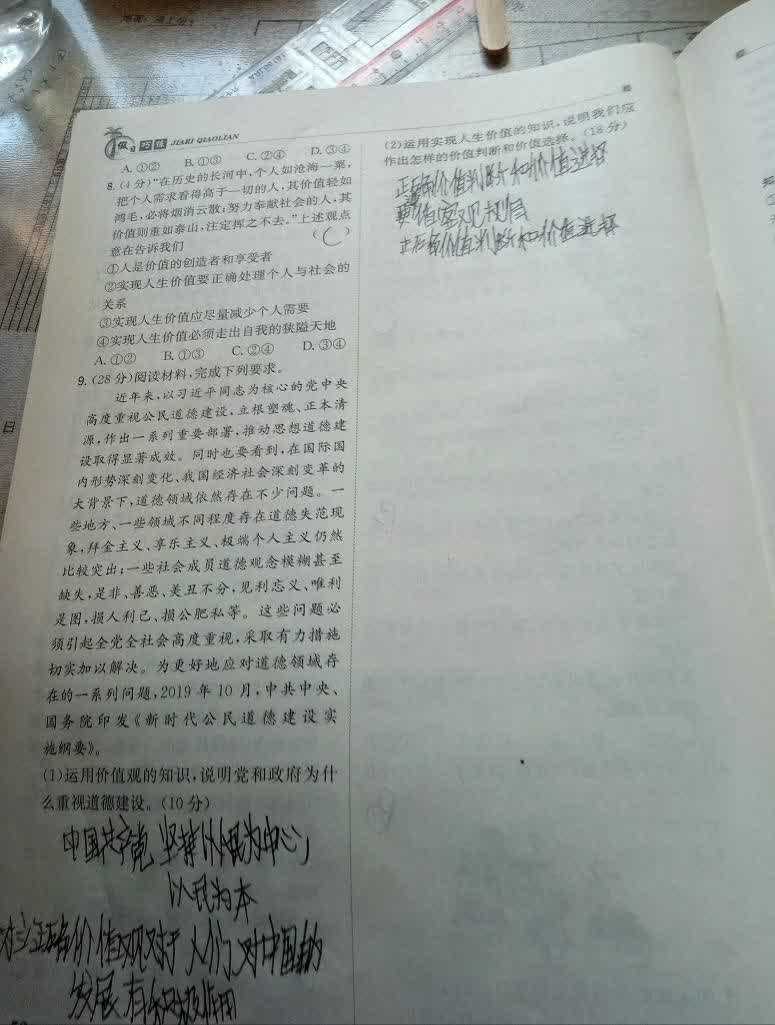 假日巧练 JIARI QIAOLIAN
A.①② B.①③ C.②④ D.③④
8.(4分)“在历史的长河中,个人如沧海一粟,
把个人需求看得高于一切的人,其价值轻如
鸿毛,必将烟消云散;努力奉献社会的人,其
价值则重如泰山,注定挥之不去。”上述观点
意在告诉我们 ( C )
①人是价值的创造者和享受者
②实现人生价值要正确处理个人与社会的
关系
③实现人生价值应尽量减少个人需要
④实现人生价值必须走出自我的狭隘天地
A.①② B.①③ C.②④ D.③④
9.(28分)阅读材料,完成下列要求。
近年来,以习近平同志为核心的党中央
高度重视公民道德建设,立根塑魂、正本清
源,作出一系列重要部署,推动思想道德建
设取得显著成效。同时也要看到,在国际国
内形势深刻变化、我国经济社会深刻变革的
大背景下,道德领域依然存在不少问题。一
些地方、一些领域不同程度存在道德失范现
象,拜金主义、享乐主义、极端个人主义仍然
比较突出;一些社会成员道德观念模糊甚至
缺失,是非、善恶、美丑不分,见利忘义、唯利
是图,损人利己、损公肥私等。这些问题必
须引起全党全社会高度重视,采取有力措施
切实加以解决。为更好地应对道德领域存
在的一系列问题,2019年10月,中共中央、
国务院印发《新时代公民道德建设实
施纲要》。
(1)运用价值观的知识,说明党和政府为什
么重视道德建设。(10分)
中国共产党坚持以人民为中心,
以人民为本
正确价值观对于人们对中国的
发展有积极作用
(2)运用实现人生价值的知识,说明我们应
作出怎样的价值判断和价值选择。(18分)
正确价值判断和价值选择
客观规律
正确价值判断和价值选择